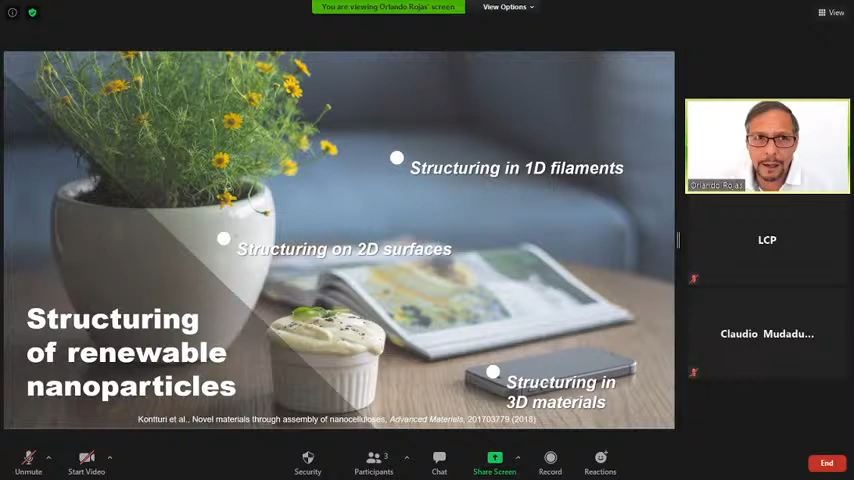 You are viewing Orlando Rojas' screen
View Options
View
Structuring in 1D filaments
Orlando Rojas
Structuring on 2D surfaces
LCP
Structuring
of renewable
nanoparticles
Claudio Mudadu...
Structuring in
3D materials
Kontturi et al., Novel materials through assembly of nanocelluloses, Advanced Materials, 201703779 (2018)
Unmute
Start Video
Security
Participants
3
Chat
Share Screen
Record
Reactions
End